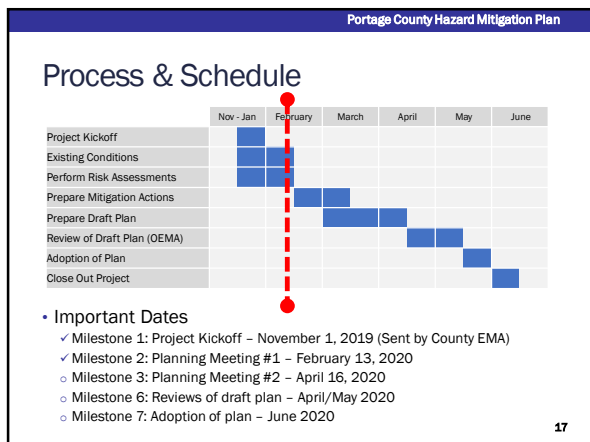 Portage County Hazard Mitigation Plan
Process & Schedule
Nov - Jan February March April May June
Project Kickoff
Existing Conditions
Perform Risk Assessments
Prepare Mitigation Actions
Prepare Draft Plan
Review of Draft Plan (OEMA)
Adoption of Plan
Close Out Project
• Important Dates
✓ Milestone 1: Project Kickoff – November 1, 2019 (Sent by County EMA)
✓ Milestone 2: Planning Meeting #1 – February 13, 2020
o Milestone 3: Planning Meeting #2 – April 16, 2020
o Milestone 6: Reviews of draft plan – April/May 2020
o Milestone 7: Adoption of plan – June 2020
17